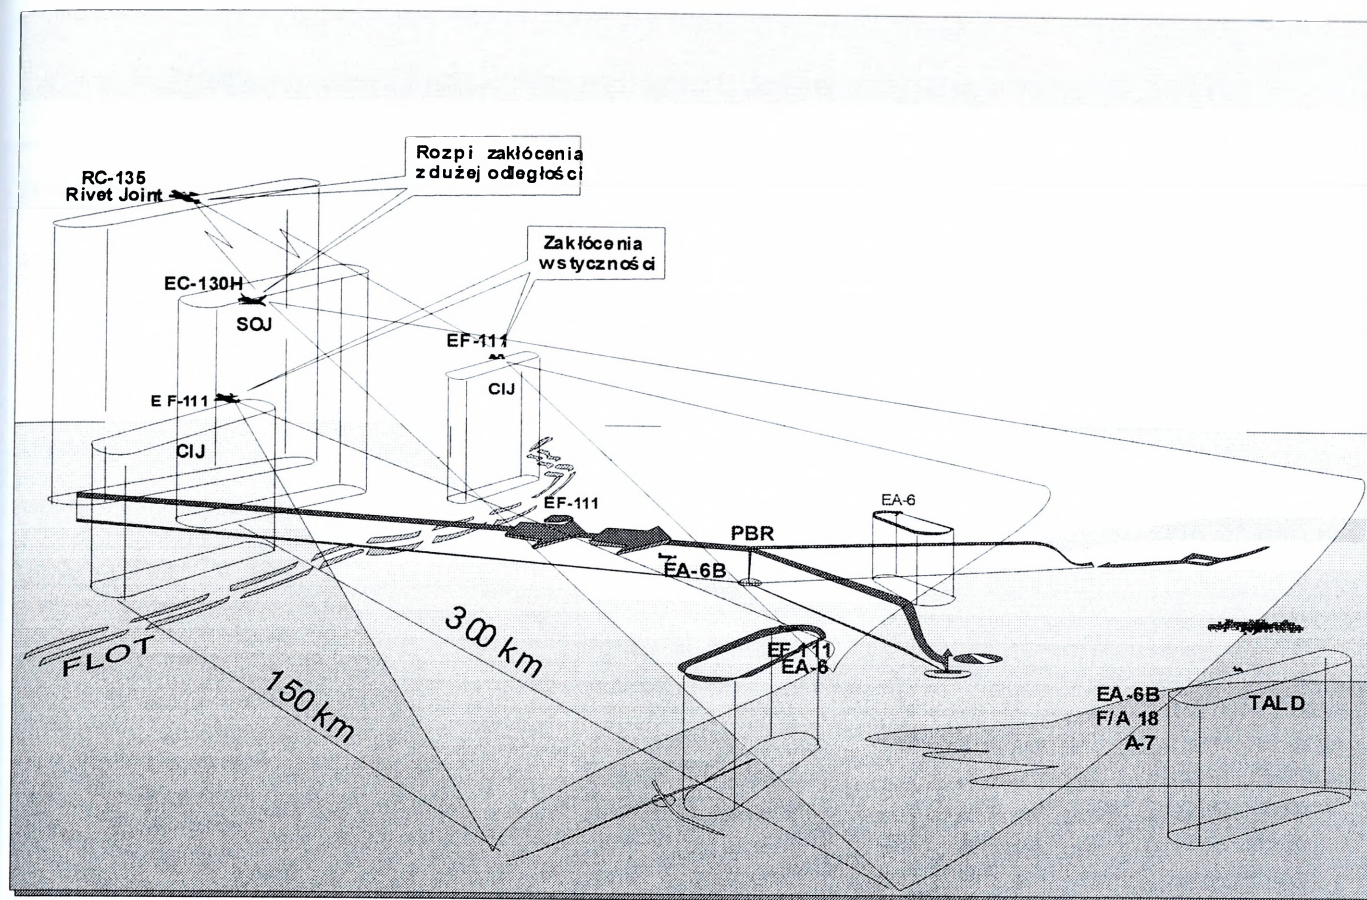 RC-135
Rivet Joint
Rozpi zakłócenia
z dużej odległości
Zakłócenia
w styczności
EC-130H
SOJ
EF-111
CIJ
EF-111
CIJ
EF-111
EA-6
PBR
EA-6B
300 km
FLOT
150 km
EF 111
EA-6
EA-6B
F/A 18
A-7
TALD